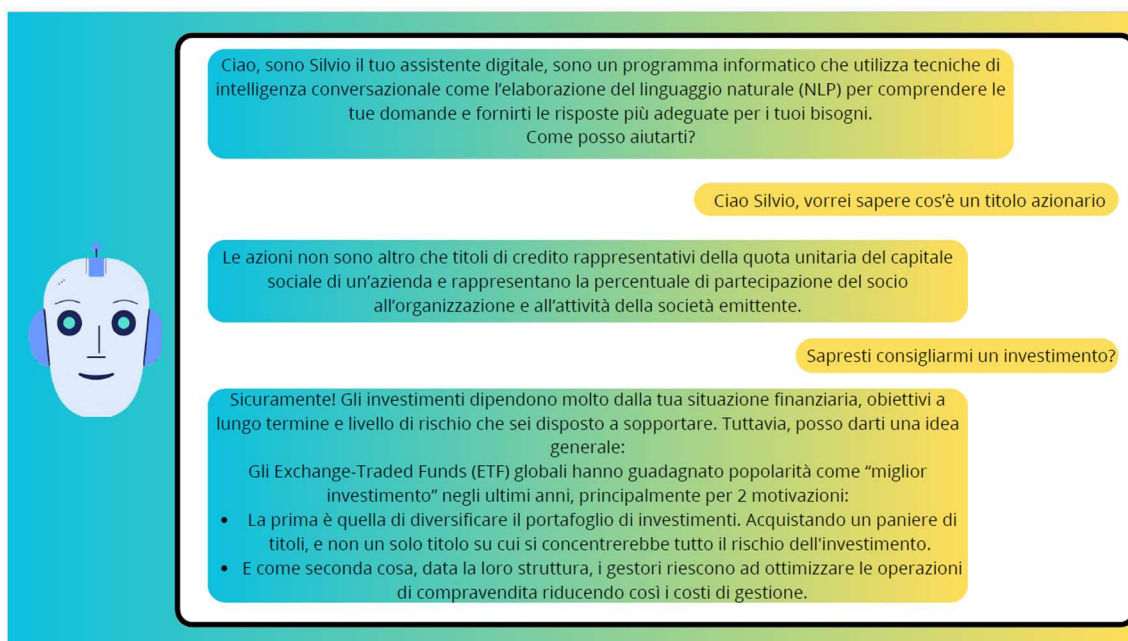 Ciao, sono Silvio il tuo assistente digitale, sono un programma informatico che utilizza tecniche di
intelligenza conversazionale come l’elaborazione del linguaggio naturale (NLP) per comprendere le
tue domande e fornirti le risposte più adeguate per i tuoi bisogni.
Come posso aiutarti?
Ciao Silvio, vorrei sapere cos’è un titolo azionario
Le azioni non sono altro che titoli di credito rappresentativi della quota unitaria del capitale
sociale di un’azienda e rappresentano la percentuale di partecipazione del socio
all’organizzazione e all’attività della società emittente.
Sapresti consigliarmi un investimento?
Sicuramente! Gli investimenti dipendono molto dalla tua situazione finanziaria, obiettivi a
lungo termine e livello di rischio che sei disposto a sopportare. Tuttavia, posso darti una idea
generale:
Gli Exchange-Traded Funds (ETF) globali hanno guadagnato popolarità come “miglior
investimento” negli ultimi anni, principalmente per 2 motivazioni:
• La prima è quella di diversificare il portafoglio di investimenti. Acquistando un paniere di
titoli, e non un solo titolo su cui si concentrerebbe tutto il rischio dell'investimento.
• E come seconda cosa, data la loro struttura, i gestori riescono ad ottimizzare le operazioni
di compravendita riducendo così i costi di gestione.